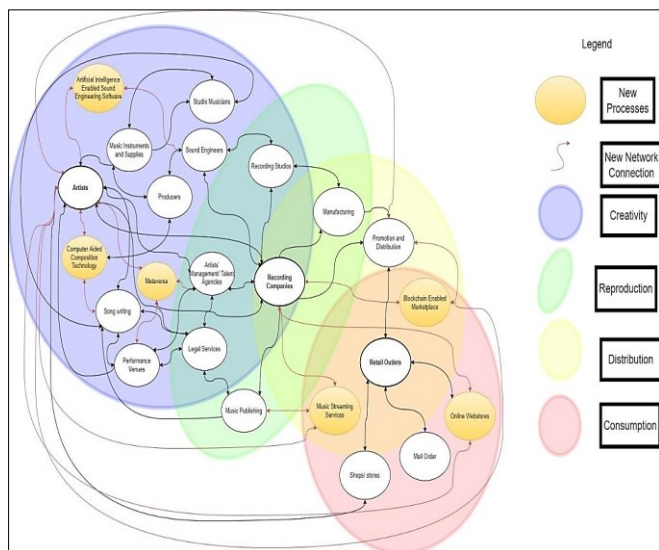 Legend
Artificial Intelligence
Enabled Sound
Engineering Software
Studio Musicians
New
Processes
Music Instruments
and Supplies
Sound Engineers
Recording Studios
New Network
Connection
Artists
Producers
Manufacturing
Creativity
Promotion and
Distribution
Computer Aided
Composition
Technology
Metaverse
Artists/
Management/ Talent
Agencies
Recording
Companies
Reproduction
Blockchain Enabled
Marketplace
Song writing
Legal Services
Performance
Venues
Retail Outlets
Distribution
Music Publishing
Music Streaming
Services
Online Webstores
Consumption
Mail Order
Shops/ stores